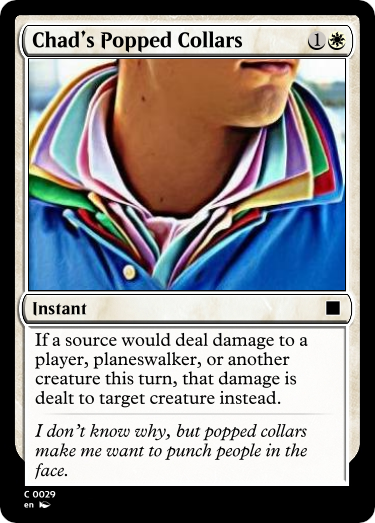 Chad's Popped Collars 1
Instant
If a source would deal damage to a
player, planeswalker, or another
creature this turn, that damage is
dealt to target creature instead.
I don't know why, but popped collars
make me want to punch people in the
face.
C 0029
en